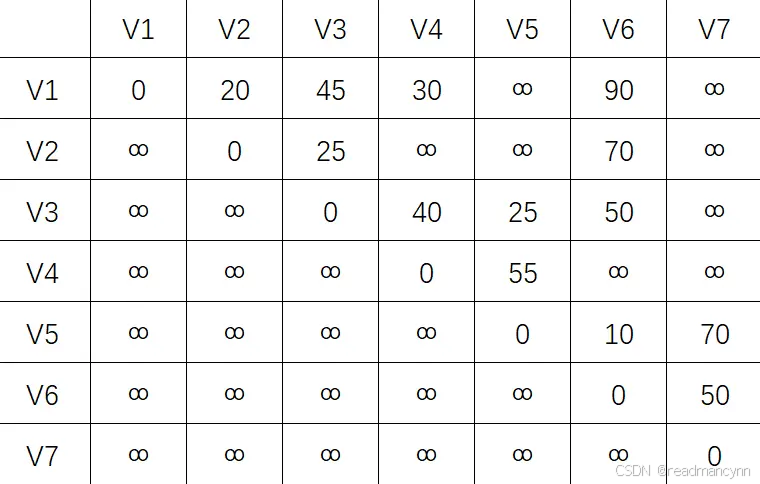 V1 V2 V3 V4 V5 V6 V7
V1 0 20 45 30 ∞ 90 ∞
V2 ∞ 0 25 ∞ ∞ 70 ∞
V3 ∞ ∞ 0 40 25 50 ∞
V4 ∞ ∞ ∞ 0 55 ∞ ∞
V5 ∞ ∞ ∞ ∞ 0 10 70
V6 ∞ ∞ ∞ ∞ ∞ 0 50
V7 ∞ ∞ ∞ ∞ ∞ ∞ 0
CSDN @readmancynn